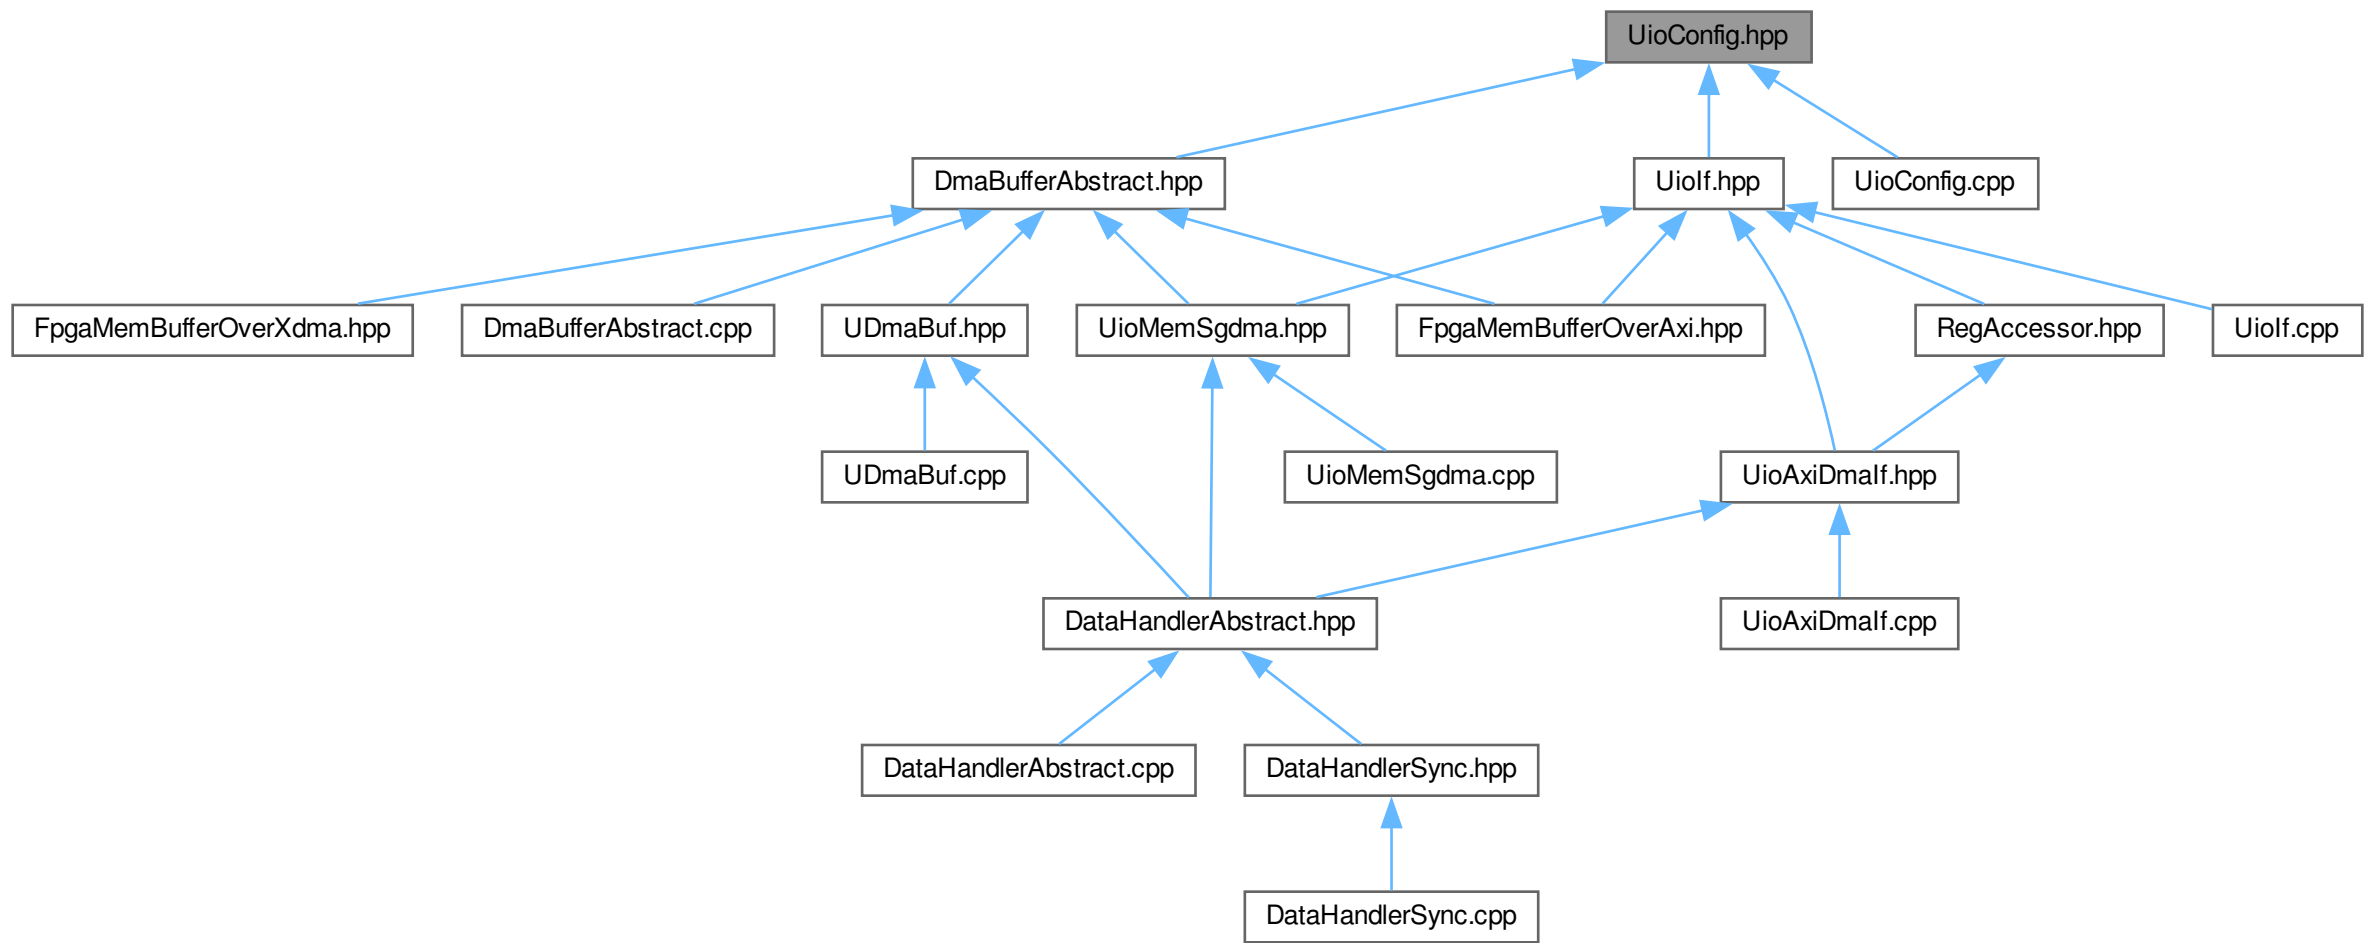 UioConfig.hpp
DmaBufferAbstract.hpp
UioIf.hpp
UioConfig.cpp
FpgaMemBufferOverXdma.hpp
DmaBufferAbstract.cpp
UDmaBuf.hpp
UioMemSgdma.hpp
FpgaMemBufferOverAxi.hpp
RegAccessor.hpp
UioIf.cpp
UDmaBuf.cpp
UioMemSgdma.cpp
UioAxiDmaIf.hpp
DataHandlerAbstract.hpp
UioAxiDmaIf.cpp
DataHandlerAbstract.cpp
DataHandlerSync.hpp
DataHandlerSync.cpp